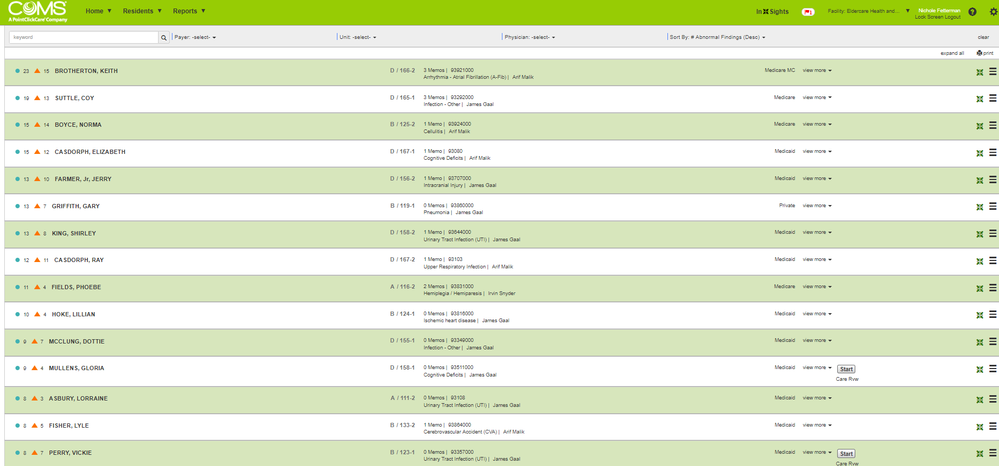 COMS
A PointClickCare® Company
Home ▼ Residents ▼ Reports ▼
In Sights
1
Facility: Eldercare Health and... ▼
Nichole Fetterman
Lock Screen Logout
keyword
Payer: -select-
Unit: -select-
Physician: -select-
Sort By: # Abnormal Findings (Desc)
clear
expand all print
23 15 BROTHERTON, KEITH D / 166-2 3 Memos | 93921000 Medicare MC view more
Arrhythmia - Atrial Fibrillation (A-Fib) | Arif Malik
19 13 SUTTLE, COY D / 165-1 3 Memos | 93292000 Medicare view more
Infection - Other | James Gaal
15 14 BOYCE, NORMA B / 125-2 1 Memo | 93924000 Medicare view more
Cellulitis | Arif Malik
15 12 CASDORPH, ELIZABETH D / 167-1 1 Memo | 93080 Medicaid view more
Cognitive Deficits | Arif Malik
13 10 FARMER, Jr, JERRY D / 156-2 1 Memo | 93707000 Medicaid view more
Intracranial Injury | James Gaal
13 7 GRIFFITH, GARY B / 119-1 0 Memos | 93860000 Private view more
Pneumonia | James Gaal
13 8 KING, SHIRLEY D / 158-2 1 Memo | 93644000 Medicaid view more
Urinary Tract Infection (UTI) | James Gaal
12 11 CASDORPH, RAY D / 167-2 1 Memo | 93103 Medicaid view more
Upper Respiratory Infection | Arif Malik
11 4 FIELDS, PHOEBE A / 116-2 2 Memos | 93831000 Medicare view more
Hemiplegia / Hemiparesis | Irvin Snyder
10 4 HOKE, LILLIAN B / 124-1 0 Memos | 93816000 Medicaid view more
Ischemic heart disease | James Gaal
9 7 MCCLUNG, DOTTIE D / 155-1 0 Memos | 93349000 Medicaid view more
Infection - Other | James Gaal
9 4 MULLENS, GLORIA D / 158-1 0 Memos | 93511000 Medicaid view more Start
Cognitive Deficits | James Gaal Care Rvw
8 3 ASBURY, LORRAINE A / 111-2 0 Memos | 93108 Medicaid view more
Urinary Tract Infection (UTI) | James Gaal
8 5 FISHER, LYLE B / 133-2 1 Memo | 93864000 Medicaid view more
Cerebrovascular Accident (CVA) | Arif Malik
8 7 PERRY, VICKIE B / 123-1 0 Memos | 93357000 Medicaid view more Start
Urinary Tract Infection (UTI) | James Gaal Care Rvw